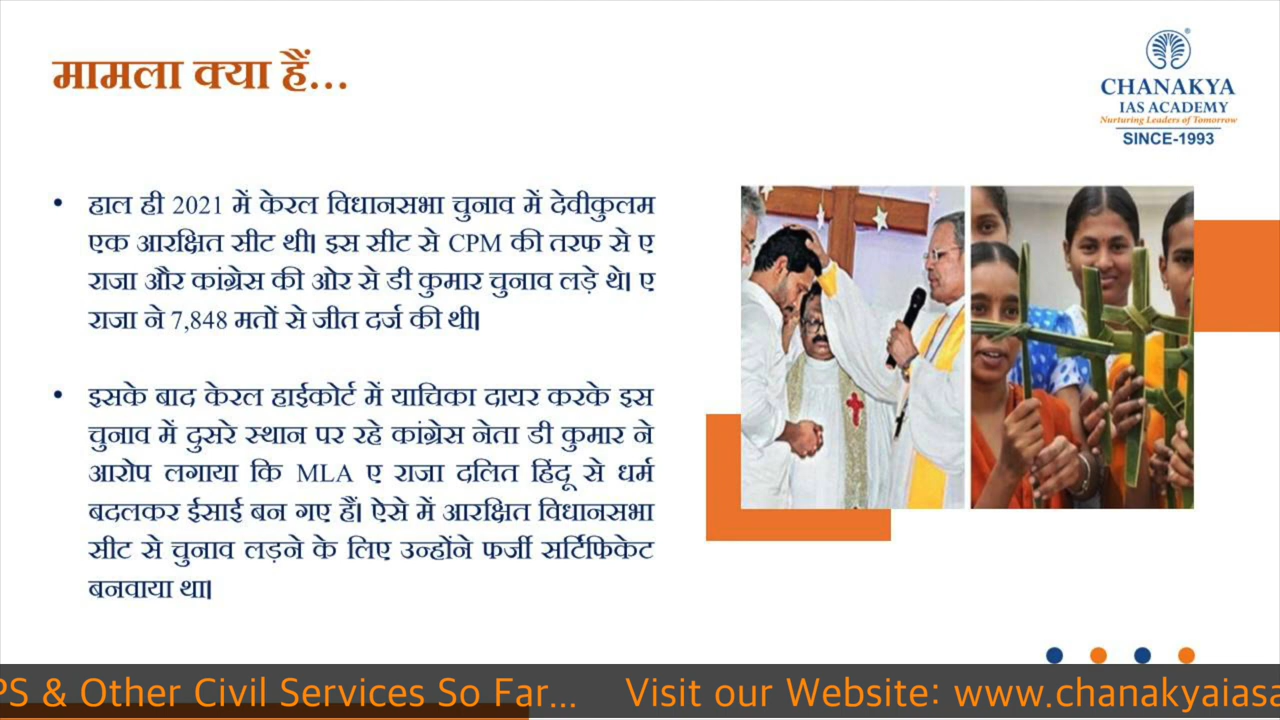 मामला क्या हैं...
CHANAKYA
IAS ACADEMY
Nurturing Leaders of Tomorrow
SINCE-1993
• हाल ही 2021 में केरल विधानसभा चुनाव में देवीकुलम
एक आरक्षित सीट थी। इस सीट से CPM की तरफ से ए
राजा और कांग्रेस की ओर से डी कुमार चुनाव लड़े थे। ए
राजा ने 7,848 मतों से जीत दर्ज की थी।
• इसके बाद केरल हाईकोर्ट में याचिका दायर करके इस
चुनाव में दुसरे स्थान पर रहे कांग्रेस नेता डी कुमार ने
आरोप लगाया कि MLA ए राजा दलित हिंदू से धर्म
बदलकर ईसाई बन गए हैं। ऐसे में आरक्षित विधानसभा
सीट से चुनाव लड़ने के लिए उन्होंने फर्जी सर्टिफिकेट
बनवाया था।
PS & Other Civil Services So Far... Visit our Website: www.chanakyaiasa